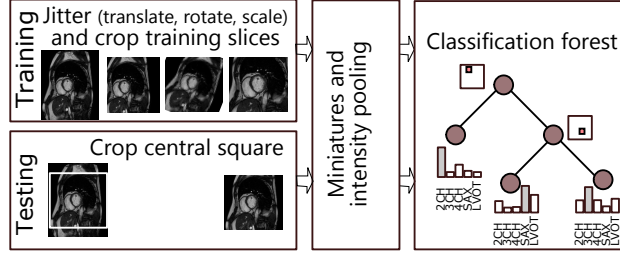 Training
Jitter (translate, rotate, scale)
and crop training slices
Testing
Crop central square
Miniatures and
intensity pooling
Classification forest
2CH
3CH
4CH
SAX
LVOT
2CH
3CH
4CH
SAX
LVOT
2CH
3CH
4CH
SAX
LVOT